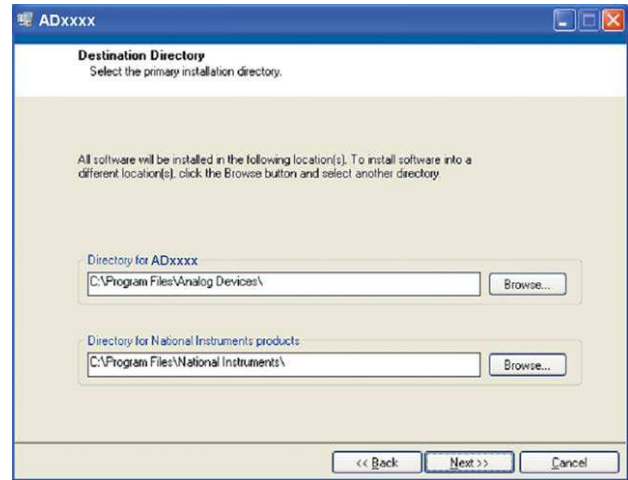 ADxxxx
Destination Directory
Select the primary installation directory.
All software will be installed in the following location(s). To install software into a
different location(s), click the Browse button and select another directory.
Directory for ADxxxx
C:\Program Files\Analog Devices\
Browse...
Directory for National Instruments products
C:\Program Files\National Instruments\
Browse...
<< Back
Next >>
Cancel